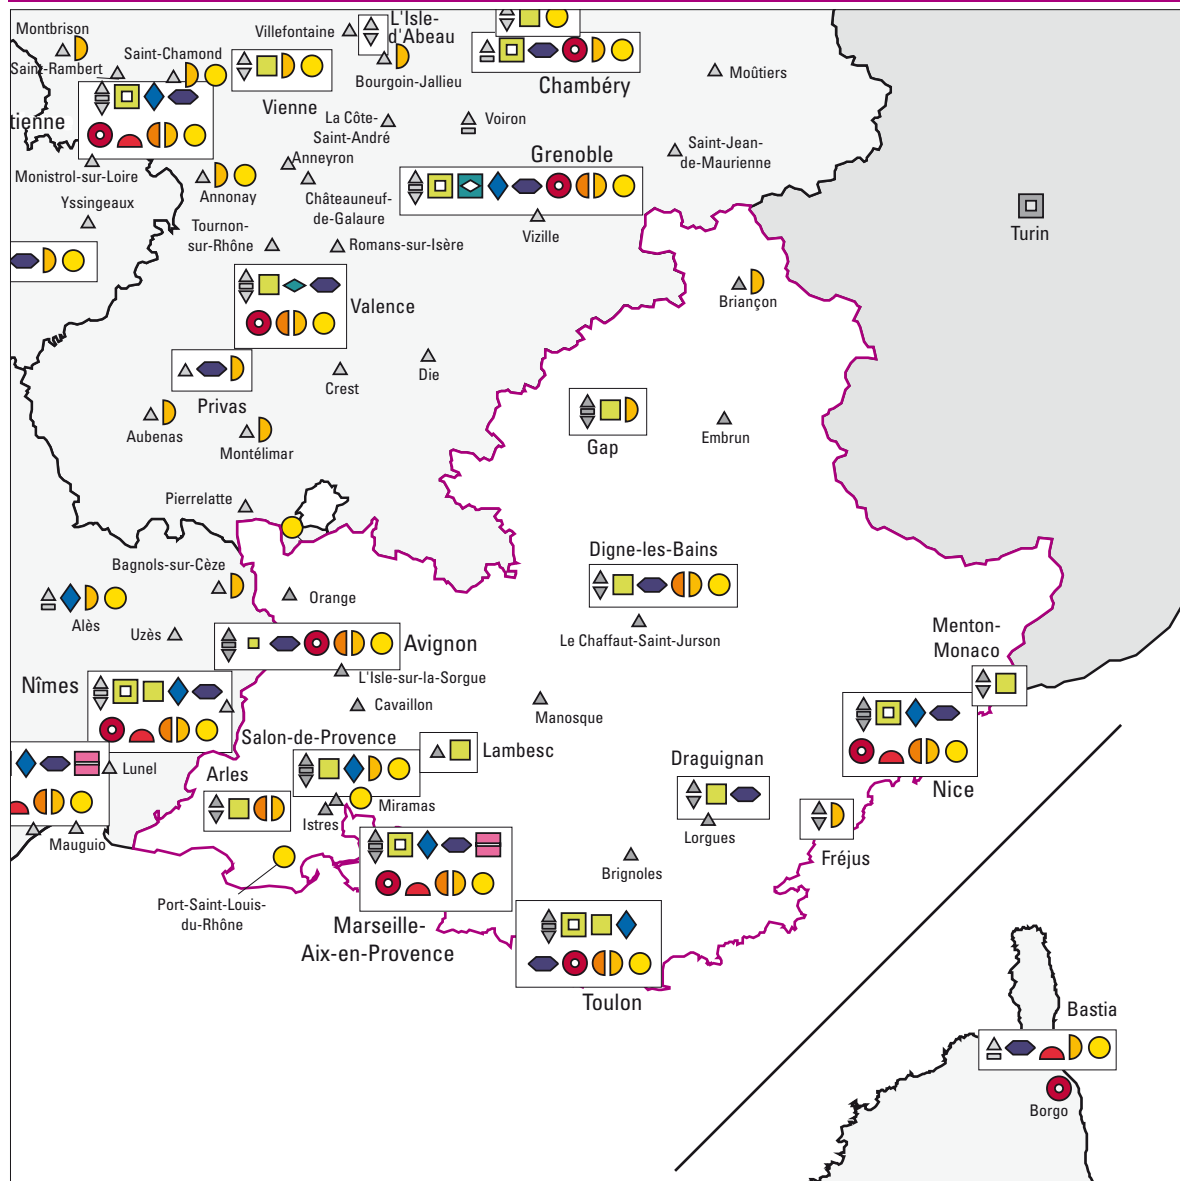 Montbrison
Saint-Rambert
Saint-Chamond
Villefontaine
L'Isle-
d'Abeau
Bourgoin-Jallieu
Vienne
Chambéry
Moûtiers
tienne
La Côte-
Saint-André
Voiron
Saint-Jean-
de-Maurienne
Anneyron
Grenoble
Monistrol-sur-Loire
Annonay
Châteauneuf-
de-Galaure
Yssingeaux
Tournon-
sur-Rhône
Romans-sur-Isère
Vizille
Turin
Valence
Briançon
Privas
Crest
Die
Aubenas
Montélimar
Gap
Embrun
Pierrelatte
Bagnols-sur-Cèze
Digne-les-Bains
Alès
Orange
Uzès
Avignon
Le Chaffaut-Saint-Jurson
Menton-
Monaco
Nîmes
L'Isle-sur-la-Sorgue
Cavaillon
Manosque
Salon-de-Provence
Lambesc
Lunel
Arles
Draguignan
Nice
Miramas
Istres
Mauguio
Lorgues
Fréjus
Brignoles
Port-Saint-Louis-
du-Rhône
Marseille-
Aix-en-Provence
Toulon
Bastia
Borgo